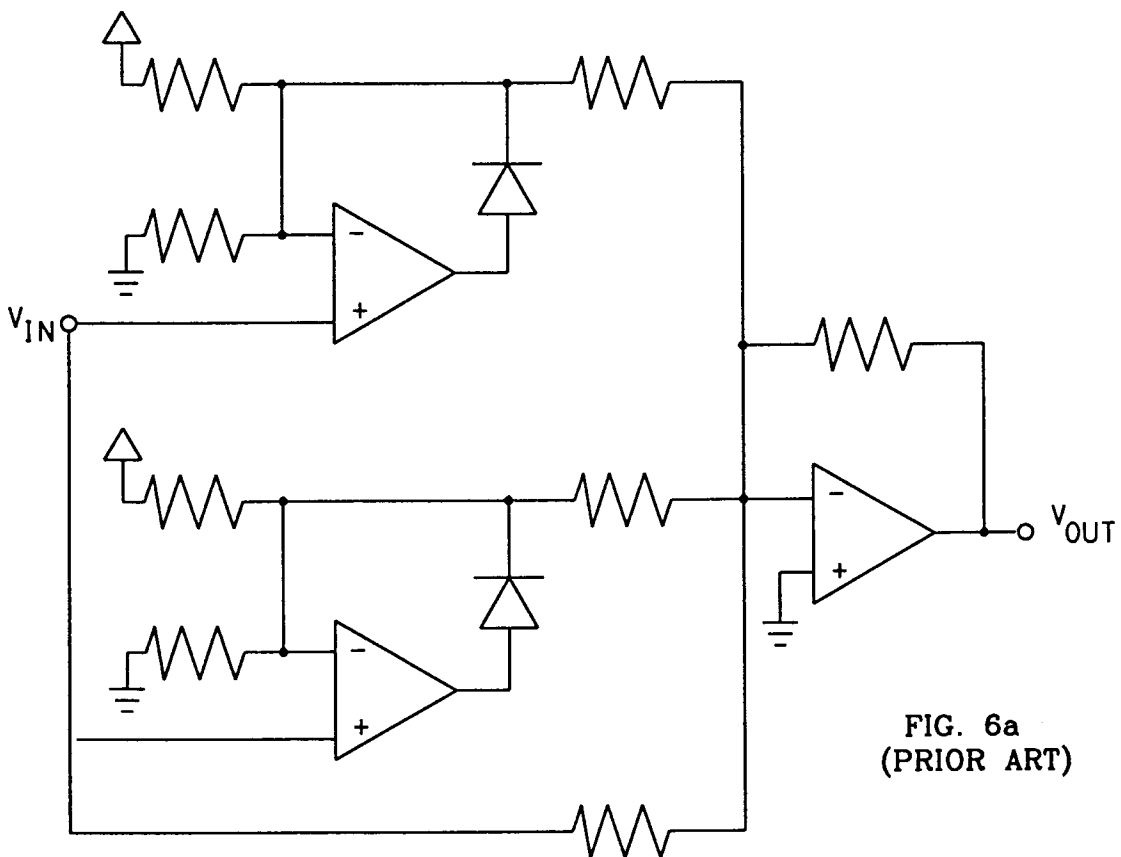 −
+
V_IN
−
+
−
+
V_OUT
FIG. 6a
(PRIOR ART)